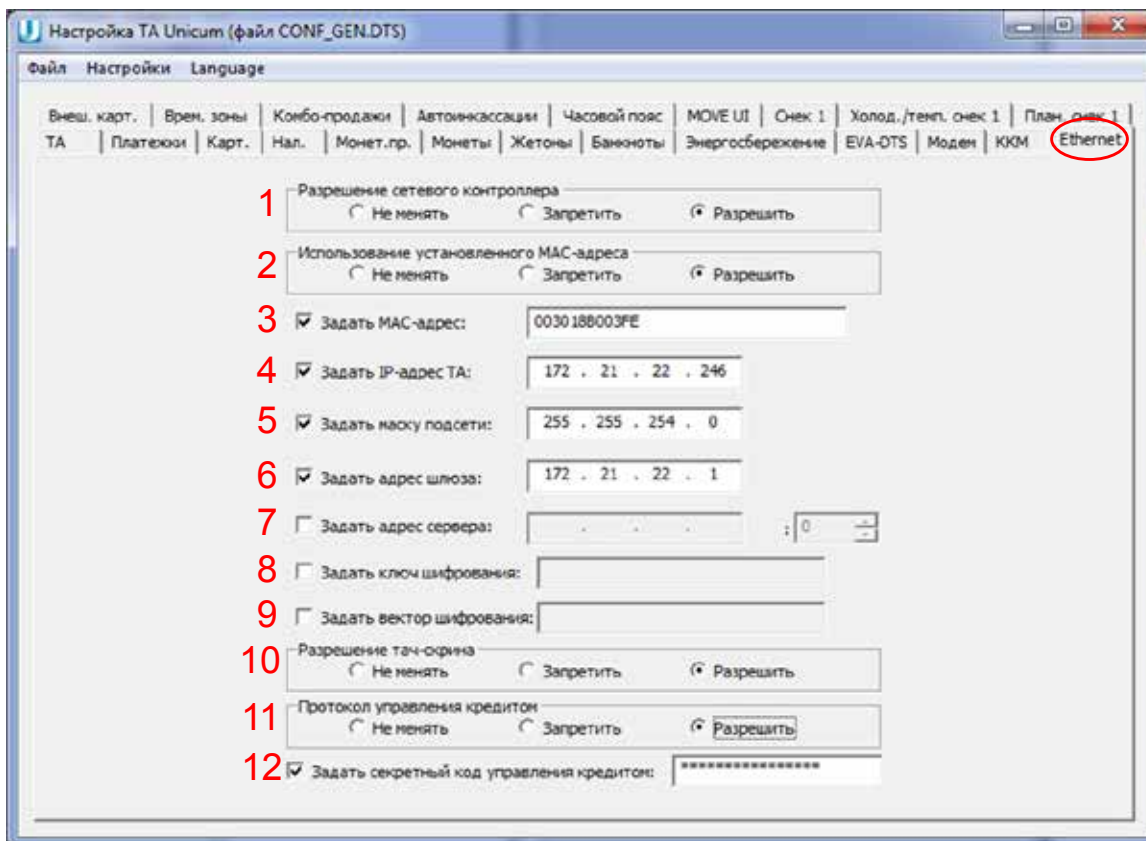 Настройка TA Unicum (файл CONF_GEN.DTS)
Файл Настройки Language
Внеш. карт. Врем. зоны Комбо-продажи Автоинкассации Часовой пояс MOVE UI Снек 1 Холод./темп. снек 1 План. снек 1
TA Платежки Карт. Нал. Монет.пр. Монеты Жетоны Банкноты Энергосбережение EVA-DTS Модем ККМ Ethernet
Разрешение сетевого контроллера
1 Не менять Запретить Разрешить
Использование установленного MAC-адреса
2 Не менять Запретить Разрешить
3 Задать MAC-адрес: 003018B003FE
4 Задать IP-адрес ТА: 172 . 21 . 22 . 246
5 Задать маску подсети: 255 . 255 . 254 . 0
6 Задать адрес шлюза: 172 . 21 . 22 . 1
7 Задать адрес сервера: . . . : 0
8 Задать ключ шифрования:
9 Задать вектор шифрования:
Разрешение тач-скрина
10 Не менять Запретить Разрешить
Протокол управления кредитом
11 Не менять Запретить Разрешить
12 Задать секретный код управления кредитом: ****************